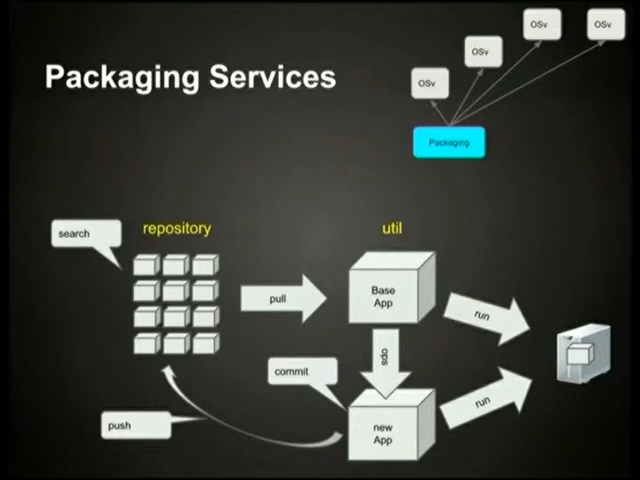 OSv
OSv
OSv
OSv
Packaging Services
Packaging
search
repository
util
pull
Base
App
run
ops
commit
push
new
App
run